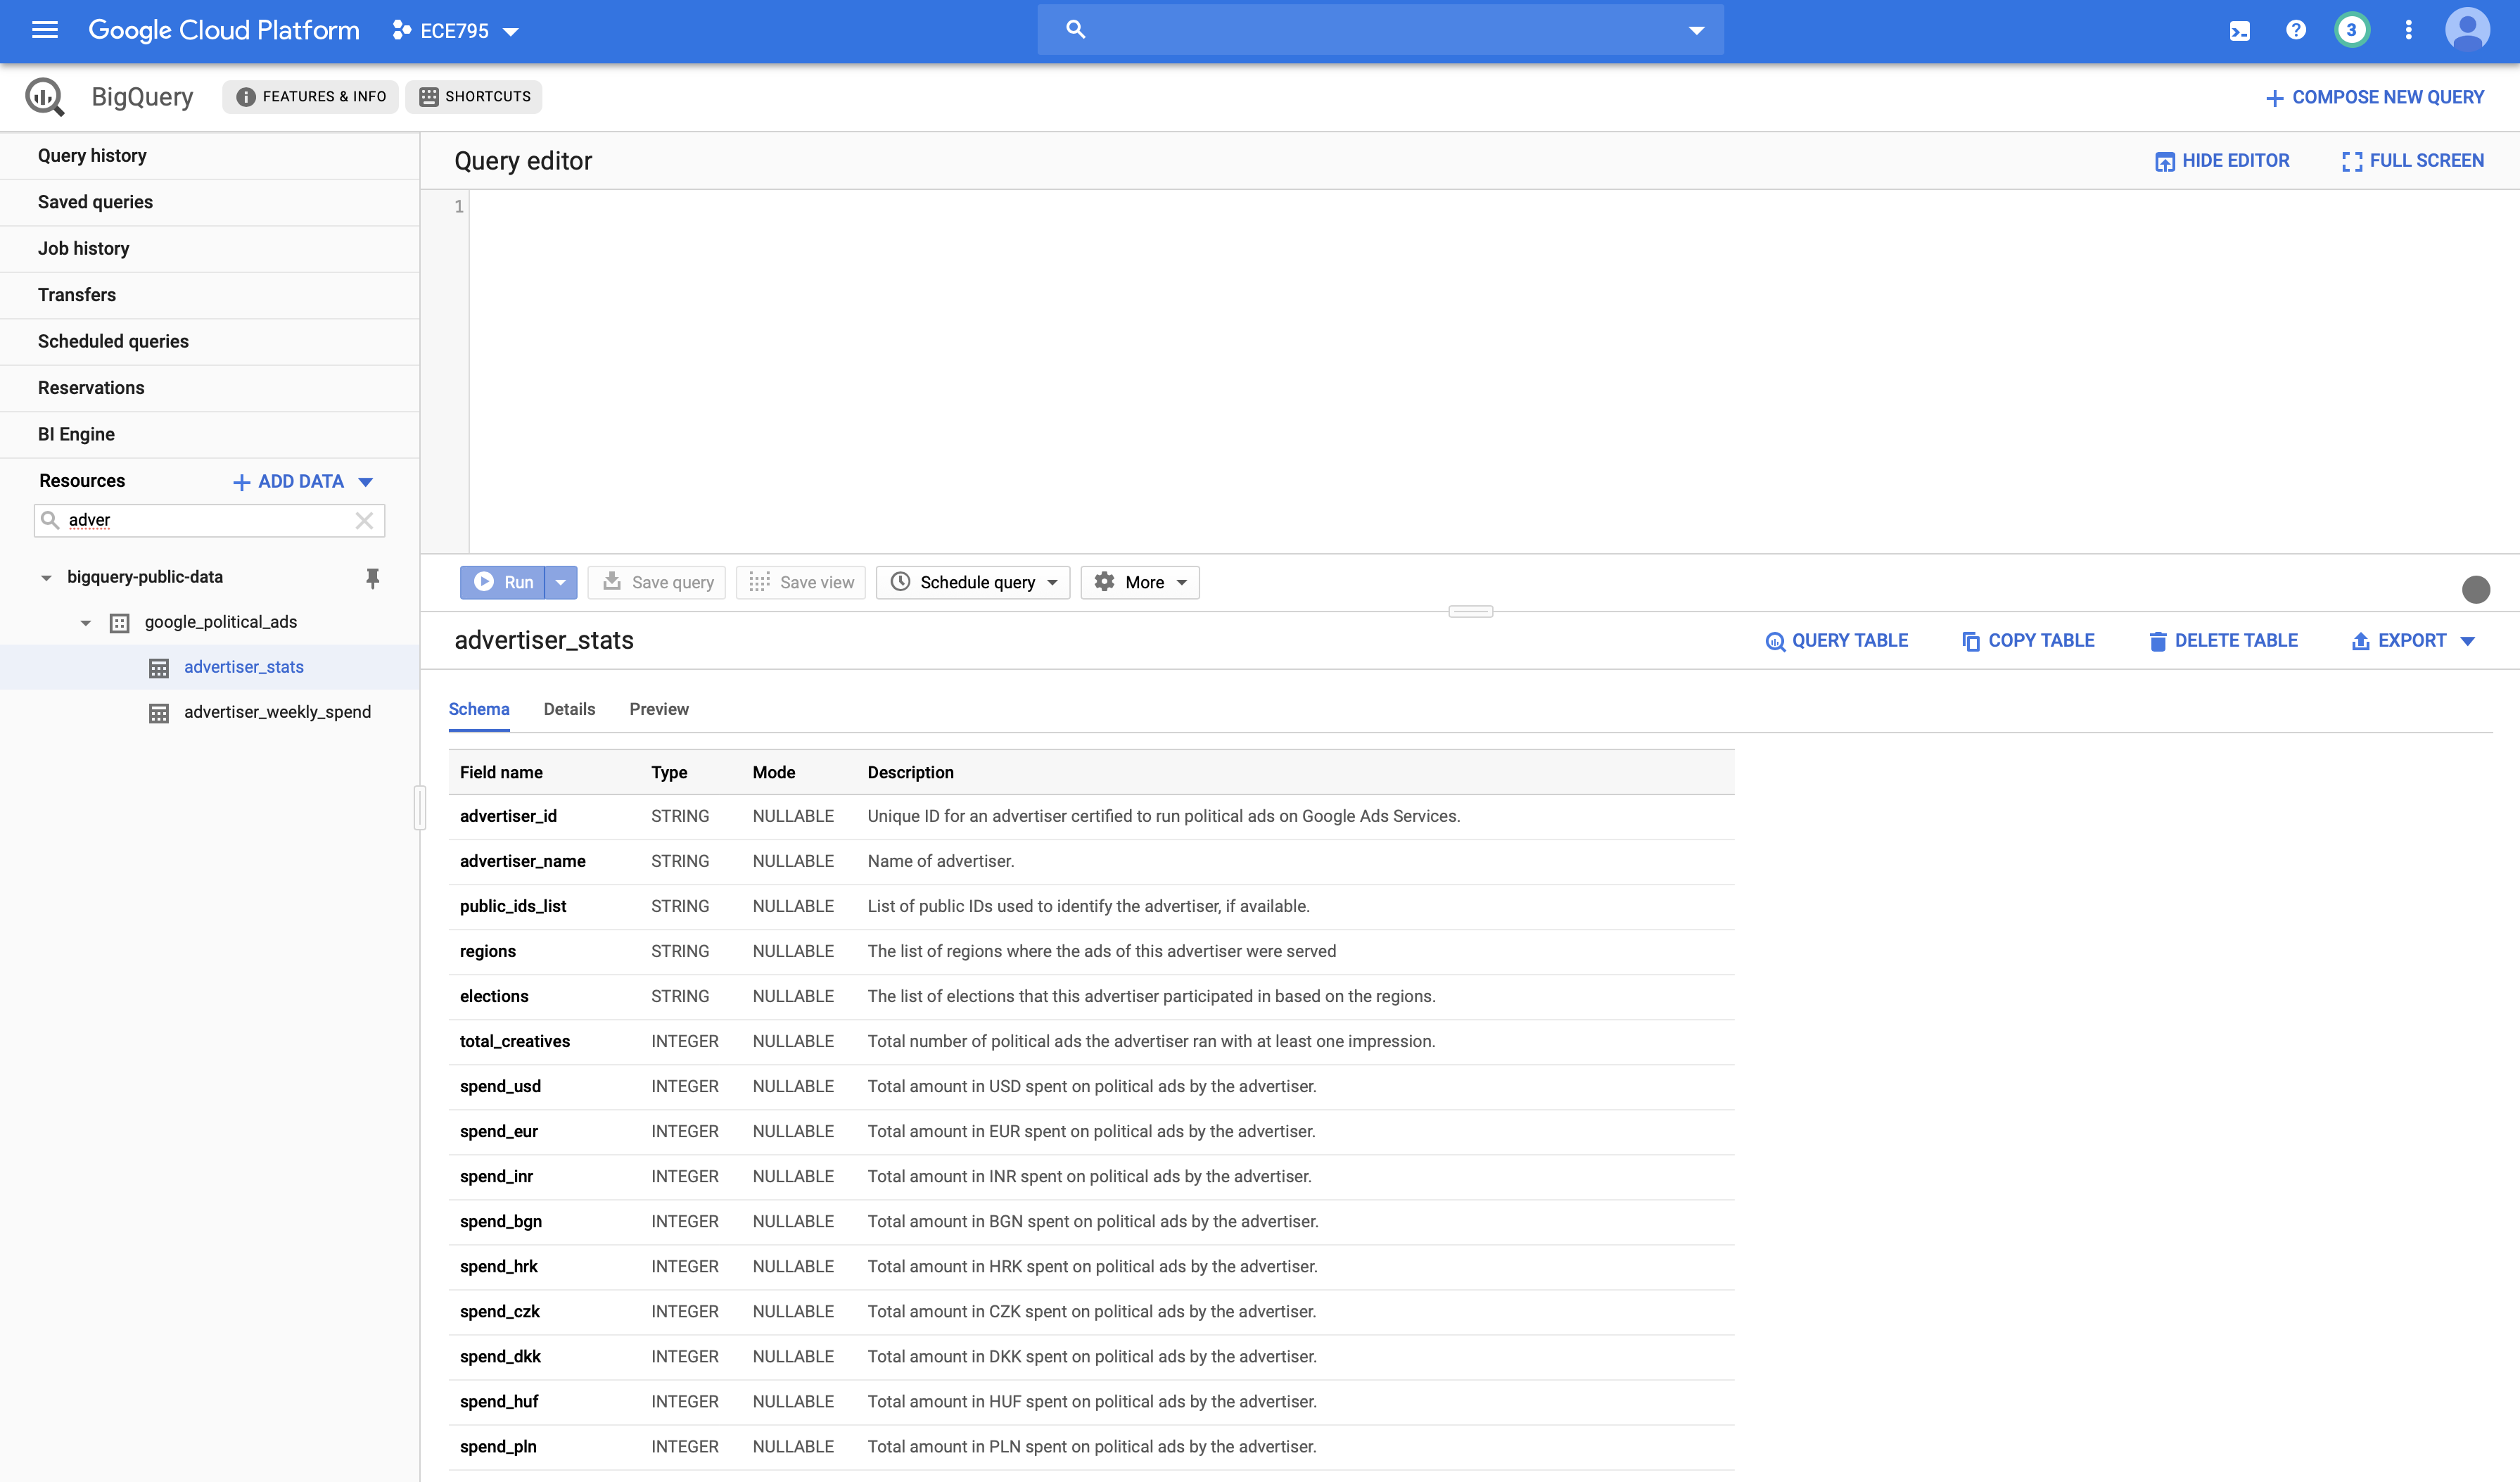 Google Cloud Platform ECE795 3
BigQuery FEATURES & INFO SHORTCUTS COMPOSE NEW QUERY
Query history
Saved queries
Job history
Transfers
Scheduled queries
Reservations
BI Engine
Resources ADD DATA
adver
bigquery-public-data
google_political_ads
advertiser_stats
advertiser_weekly_spend
Query editor HIDE EDITOR FULL SCREEN
1
Run Save query Save view Schedule query More
advertiser_stats QUERY TABLE COPY TABLE DELETE TABLE EXPORT
Schema Details Preview
Field name Type Mode Description
advertiser_id STRING NULLABLE Unique ID for an advertiser certified to run political ads on Google Ads Services.
advertiser_name STRING NULLABLE Name of advertiser.
public_ids_list STRING NULLABLE List of public IDs used to identify the advertiser, if available.
regions STRING NULLABLE The list of regions where the ads of this advertiser were served
elections STRING NULLABLE The list of elections that this advertiser participated in based on the regions.
total_creatives INTEGER NULLABLE Total number of political ads the advertiser ran with at least one impression.
spend_usd INTEGER NULLABLE Total amount in USD spent on political ads by the advertiser.
spend_eur INTEGER NULLABLE Total amount in EUR spent on political ads by the advertiser.
spend_inr INTEGER NULLABLE Total amount in INR spent on political ads by the advertiser.
spend_bgn INTEGER NULLABLE Total amount in BGN spent on political ads by the advertiser.
spend_hrk INTEGER NULLABLE Total amount in HRK spent on political ads by the advertiser.
spend_czk INTEGER NULLABLE Total amount in CZK spent on political ads by the advertiser.
spend_dkk INTEGER NULLABLE Total amount in DKK spent on political ads by the advertiser.
spend_huf INTEGER NULLABLE Total amount in HUF spent on political ads by the advertiser.
spend_pln INTEGER NULLABLE Total amount in PLN spent on political ads by the advertiser.